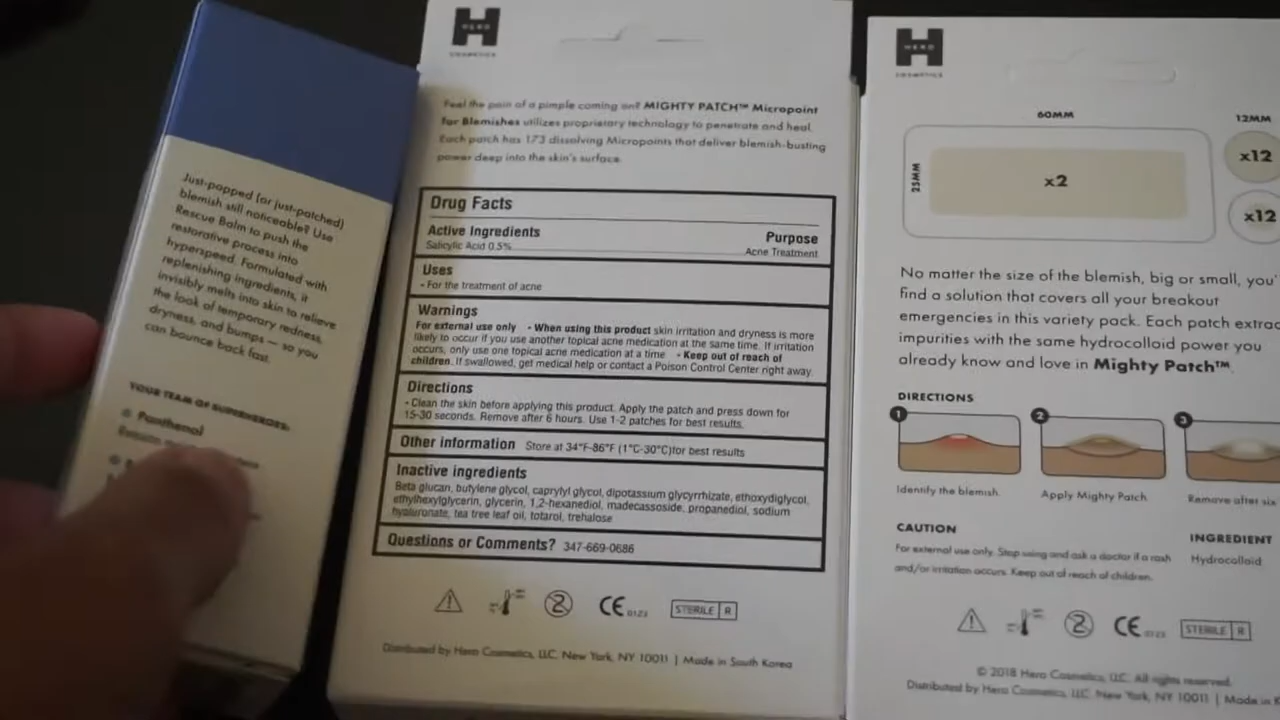 Just-popped (or just-patched)
blemish still noticeable? Use
Rescue Balm to push the
restorative process into
hyperspeed. Formulated with
replenishing ingredients, it
invisibly melts into skin to relieve
the look of temporary redness,
dryness, and bumps — so you
can bounce back fast.
YOUR TEAM OF SUPERHEROES:
Panthenol
HERO
COSMETICS
Feel the pain of a pimple coming on? MIGHTY PATCH™ Micropoint
for Blemishes utilizes proprietary technology to penetrate and heal.
Each patch has 173 dissolving Micropoints that deliver blemish-busting
power deep into the skin's surface.
Drug Facts
Active Ingredients Purpose
Salicylic Acid 0.5% Acne Treatment
Uses
• For the treatment of acne
Warnings
For external use only • When using this product skin irritation and dryness is more
likely to occur if you use another topical acne medication at the same time. If irritation
occurs, only use one topical acne medication at a time. • Keep out of reach of
children. If swallowed, get medical help or contact a Poison Control Center right away.
Directions
• Clean the skin before applying this product. Apply the patch and press down for
15-30 seconds. Remove after 6 hours. Use 1-2 patches for best results.
Other information Store at 34°F-86°F (1°C-30°C)for best results
Inactive ingredients
Beta glucan, butylene glycol, caprylyl glycol, dipotassium glycyrrhizate, ethoxydiglycol,
ethylhexylglycerin, glycerin, 1,2-hexanediol, madecassoside, propanediol, sodium
hyaluronate, tea tree leaf oil, totarol, trehalose
Questions or Comments? 347-669-0686
CE 0123 STERILE R
Distributed by Hero Cosmetics, LLC. New York, NY 10011 | Made in South Korea
HERO
COSMETICS
60MM
12MM
25MM
x2
x12
x12
No matter the size of the blemish, big or small, you'
find a solution that covers all your breakout
emergencies in this variety pack. Each patch extrac
impurities with the same hydrocolloid power you
already know and love in Mighty Patch™.
DIRECTIONS
1 2 3
Identify the blemish. Apply Mighty Patch. Remove after six
CAUTION
For external use only. Stop using and ask a doctor if a rash
and/or irritation occurs. Keep out of reach of children.
INGREDIENT
Hydrocolloid
CE 0123 STERILE R
© 2018 Hero Cosmetics, LLC. All rights reserved.
Distributed by Hero Cosmetics, LLC. New York, NY 10011 | Made in K